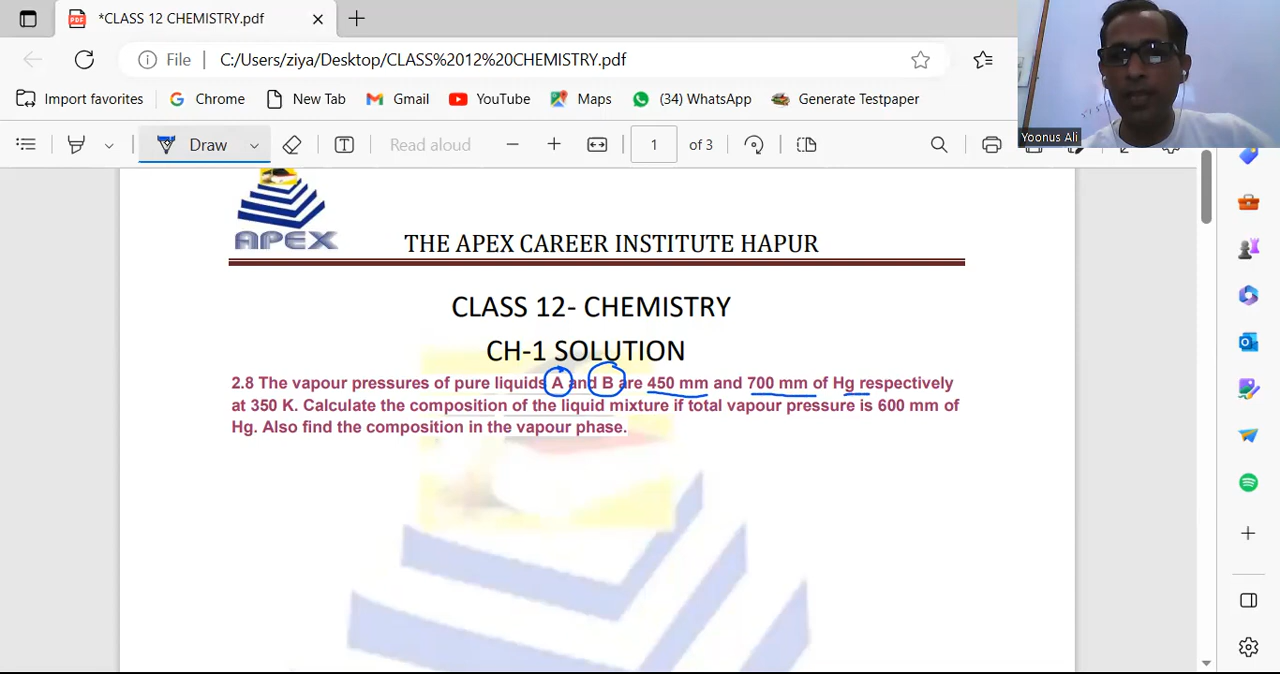 *CLASS 12 CHEMISTRY.pdf
File
C:/Users/ziya/Desktop/CLASS%2012%20CHEMISTRY.pdf
Import favorites
Chrome
New Tab
Gmail
YouTube
Maps
(34) WhatsApp
Generate Testpaper
Draw
Read aloud
1 of 3
Yoonus Ali
APEX
THE APEX CAREER INSTITUTE HAPUR
CLASS 12- CHEMISTRY
CH-1 SOLUTION
2.8 The vapour pressures of pure liquids A and B are 450 mm and 700 mm of Hg respectively
at 350 K. Calculate the composition of the liquid mixture if total vapour pressure is 600 mm of
Hg. Also find the composition in the vapour phase.